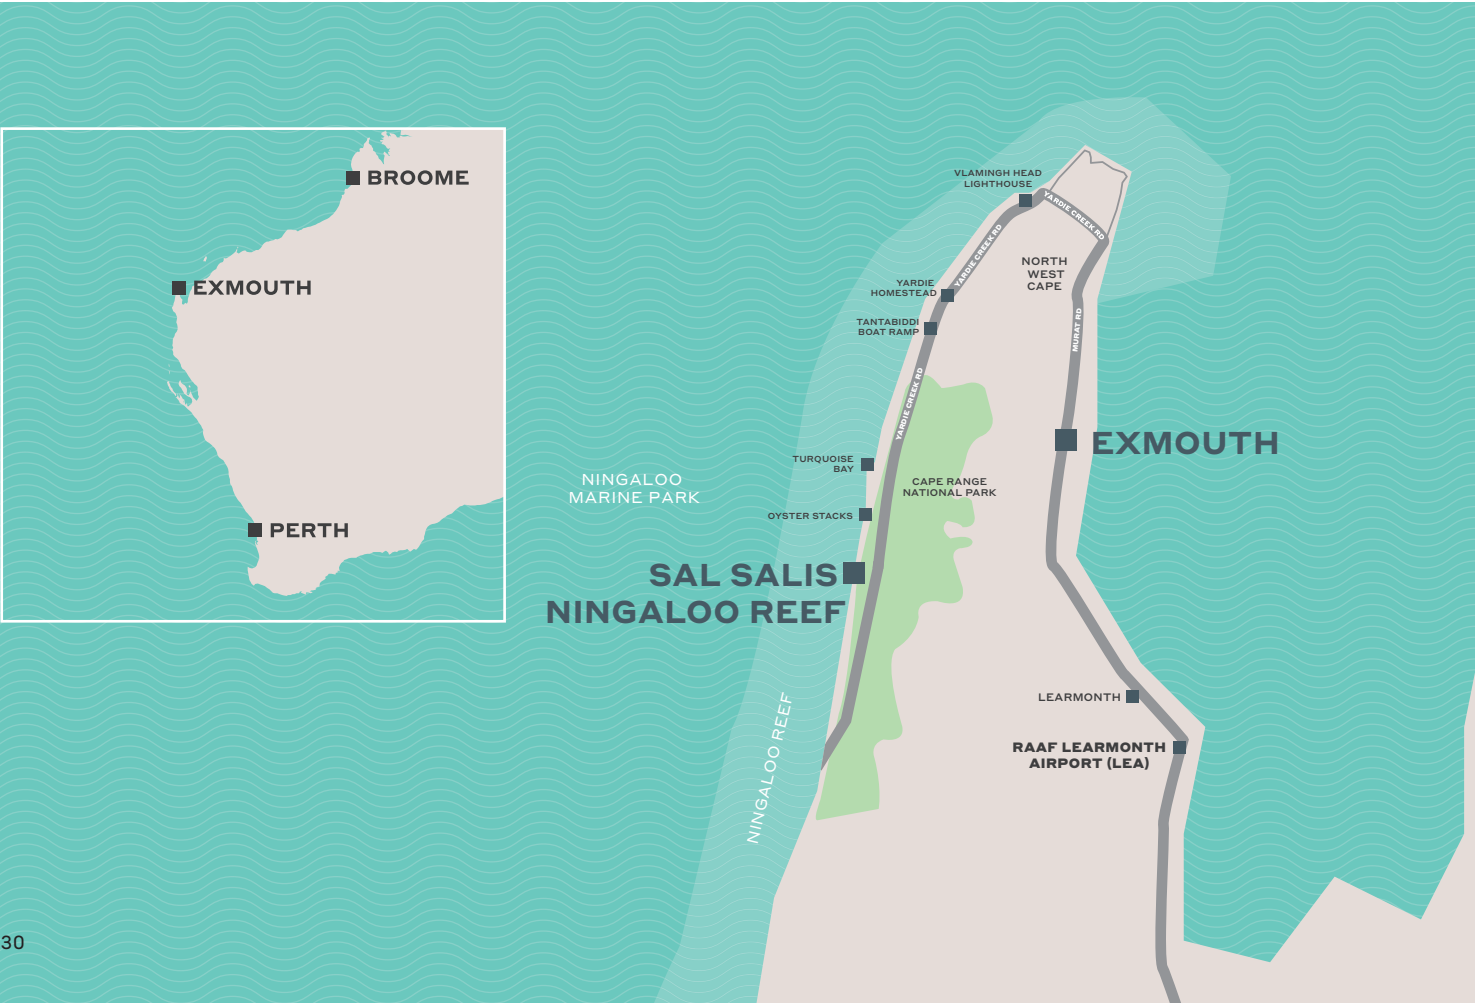 BROOME
EXMOUTH
PERTH
VLAMINGH HEAD
LIGHTHOUSE
YARDIE CREEK RD
YARDIE CREEK RD
NORTH
WEST
CAPE
YARDIE
HOMESTEAD
TANTABIDDI
BOAT RAMP
MURAT RD
YARDIE CREEK RD
EXMOUTH
TURQUOISE
BAY
NINGALOO
MARINE PARK
CAPE RANGE
NATIONAL PARK
OYSTER STACKS
SAL SALIS
NINGALOO REEF
NINGALOO REEF
LEARMONTH
RAAF LEARMONTH
AIRPORT (LEA)
30